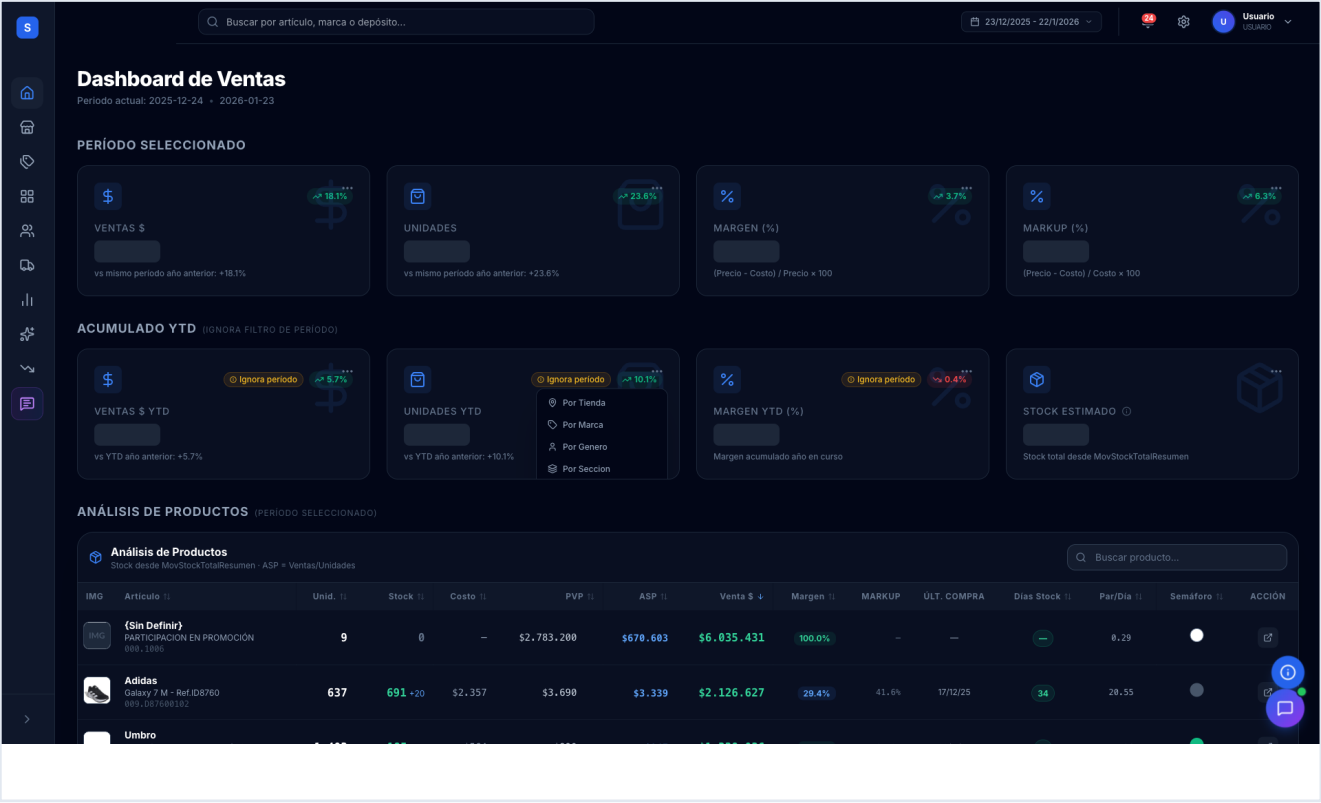 S
Buscar por artículo, marca o depósito...
23/12/2025 - 22/1/2026
24
U
Usuario
USUARIO
Dashboard de Ventas
Periodo actual: 2025-12-24 • 2026-01-23
PERÍODO SELECCIONADO
18.1%
VENTAS $
vs mismo periodo año anterior: +18.1%
23.6%
UNIDADES
vs mismo periodo año anterior: +23.6%
3.7%
MARGEN (%)
(Precio - Costo) / Precio × 100
6.3%
MARKUP (%)
(Precio - Costo) / Costo × 100
ACUMULADO YTD (IGNORA FILTRO DE PERÍODO)
Ignora período 5.7%
VENTAS $ YTD
vs YTD año anterior: +5.7%
Ignora período 10.1%
UNIDADES YTD
vs YTD año anterior: +10.1%
Por Tienda
Por Marca
Por Genero
Por Seccion
Ignora período 0.4%
MARGEN YTD (%)
Margen acumulado año en curso
STOCK ESTIMADO
Stock total desde MovStockTotalResumen
ANÁLISIS DE PRODUCTOS (PERÍODO SELECCIONADO)
Análisis de Productos
Stock desde MovStockTotalResumen · ASP = Ventas/Unidades
Buscar producto...
IMG Artículo Unid. Stock Costo PVP ASP Venta $ ↓ Margen MARKUP ÚLT. COMPRA Días Stock Par/Día Semáforo ACCIÓN
IMG
{Sin Definir}
PARTICIPACION EN PROMOCIÓN
000.1006
9 0 — $2.783.200 $670.603 $6.035.431 100.0% — — — 0.29
Adidas
Galaxy 7 M - Ref.ID8760
009.D87600102
637 691 +20 $2.357 $3.690 $3.339 $2.126.627 29.4% 41.6% 17/12/25 34 20.55
Umbro